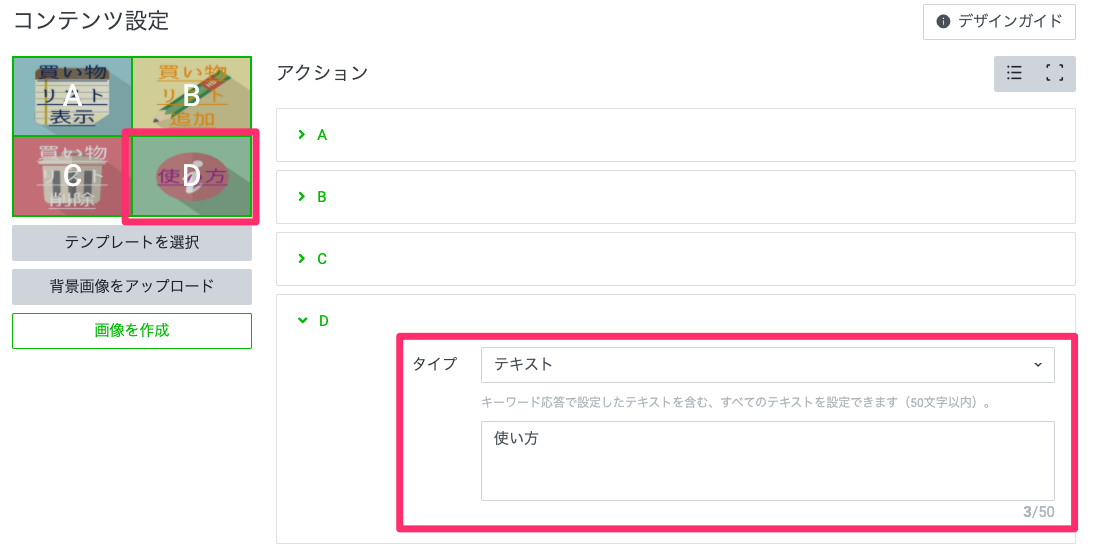 コンテンツ設定
デザインガイド
買い物
リスト
表示
A
買い物
リスト
追加
B
買い物
リスト
削除
C
使い方
D
テンプレートを選択
背景画像をアップロード
画像を作成
アクション
A
B
C
D
タイプ
テキスト
キーワード応答で設定したテキストを含む、すべてのテキストを設定できます（50文字以内）。
使い方
3/50